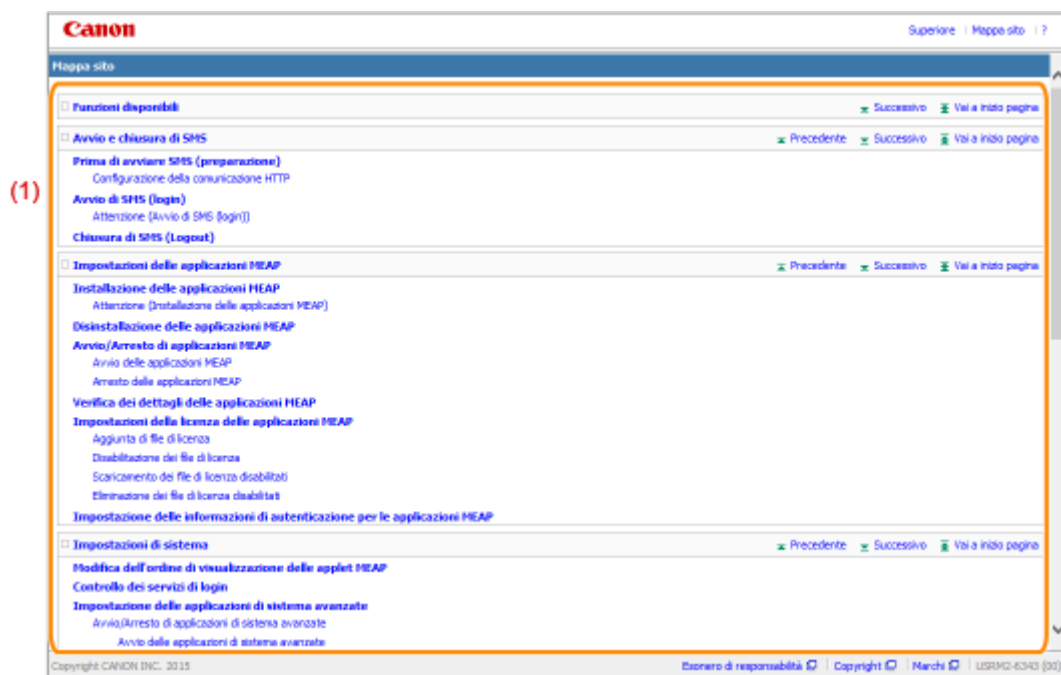 Canon
Superiore | Mappa sito | ?
Mappa sito
Funzioni disponibili Successivo Vai a inizio pagina
Avvio e chiusura di SMS Precedente Successivo Vai a inizio pagina
Prima di avviare SMS (preparazione)
Configurazione della comunicazione HTTP
(1)
Avvio di SMS (login)
Attenzione (Avvio di SMS (login))
Chiusura di SMS (Logout)
Impostazioni delle applicazioni MEAP Precedente Successivo Vai a inizio pagina
Installazione delle applicazioni MEAP
Attenzione (Installazione delle applicazioni MEAP)
Disinstallazione delle applicazioni MEAP
Avvio/Arresto di applicazioni MEAP
Avvio delle applicazioni MEAP
Arresto delle applicazioni MEAP
Verifica dei dettagli delle applicazioni MEAP
Impostazioni della licenza delle applicazioni MEAP
Aggiunta di file di licenza
Disabilitazione dei file di licenza
Scaricamento dei file di licenza disabilitati
Eliminazione dei file di licenza disabilitati
Impostazione delle informazioni di autenticazione per le applicazioni MEAP
Impostazioni di sistema Precedente Successivo Vai a inizio pagina
Modifica dell'ordine di visualizzazione delle applet MEAP
Controllo dei servizi di login
Impostazione delle applicazioni di sistema avanzate
Avvio/Arresto di applicazioni di sistema avanzate
Avvio delle applicazioni di sistema avanzate
Copyright CANON INC. 2015 Esonero di responsabilità | Copyright | Marchi | USRM2-6343 (00)